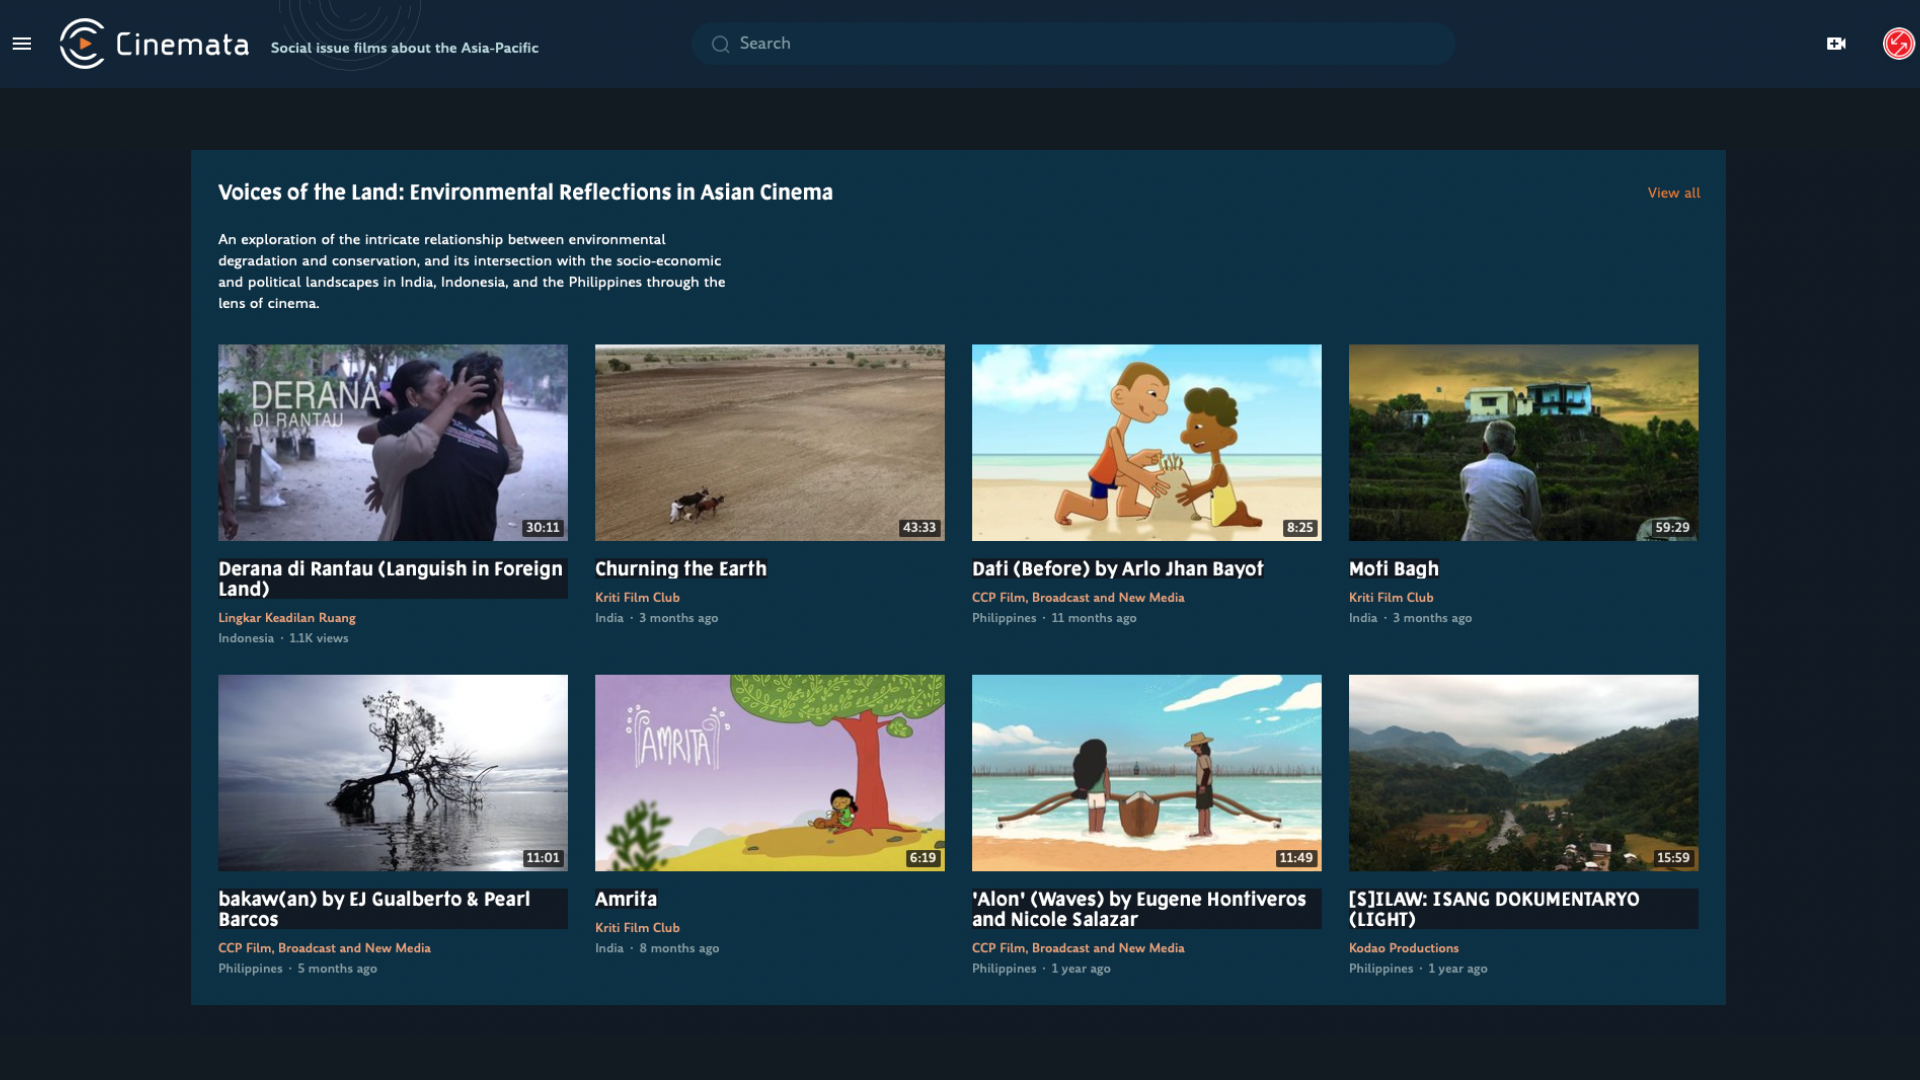 Cinemata
Social issue films about the Asia-Pacific
Search
Voices of the Land: Environmental Reflections in Asian Cinema
View all
An exploration of the intricate relationship between environmental
degradation and conservation, and its intersection with the socio-economic
and political landscapes in India, Indonesia, and the Philippines through the
lens of cinema.
DERANA
DI RANTAU
30:11
43:33
8:25
59:29
Derana di Rantau (Languish in Foreign
Land)
Lingkar Keadilan Ruang
Indonesia · 1.1K views
Churning the Earth
Kriti Film Club
India · 3 months ago
Dati (Before) by Arlo Jhan Bayot
CCP Film, Broadcast and New Media
Philippines · 11 months ago
Moti Bagh
Kriti Film Club
India · 3 months ago
AMRITA
11:01
6:19
11:49
15:59
bakaw(an) by EJ Gualberto & Pearl
Barcos
CCP Film, Broadcast and New Media
Philippines · 5 months ago
Amrita
Kriti Film Club
India · 8 months ago
'Alon' (Waves) by Eugene Hontiveros
and Nicole Salazar
CCP Film, Broadcast and New Media
Philippines · 1 year ago
[S]ILAW: ISANG DOKUMENTARYO
(LIGHT)
Kodao Productions
Philippines · 1 year ago